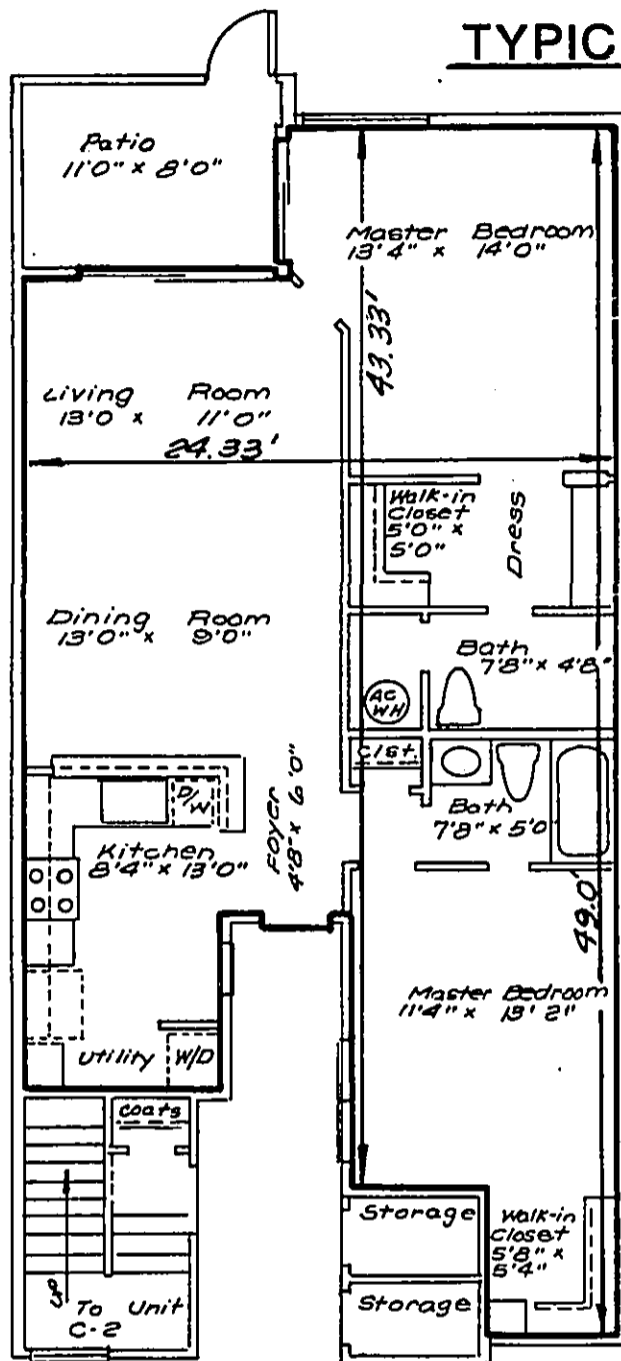 TYPIC
Patio
11'0" x 8'0"
Master Bedroom
13'4" x 14'0"
43.33'
Living Room
13'0 x 11'0"
24.33'
Walk-in
Closet
5'0" x
5'0"
Dress
Dining Room
13'0" x 9'0"
Bath
7'8" x 4'8"
AC
WH
Clst.
D/W
Foyer
4'8" x 6'0"
Bath
7'8" x 5'0
Kitchen
8'4" x 13'0"
49.0'
Master Bedroom
11'4" x 13'2"
Utility W/D
Coats
Storage
Walk-in
Closet
5'8" x
5'4"
UP
To Unit
C-2
Storage